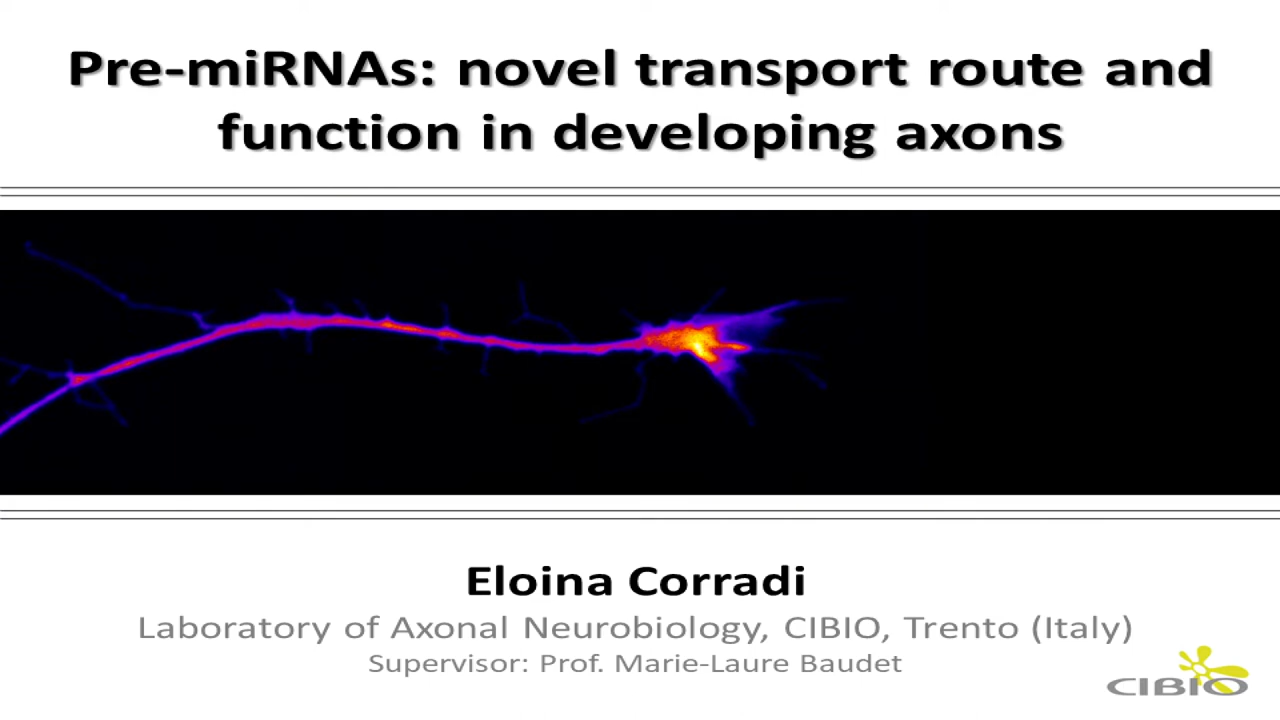 Pre-miRNAs: novel transport route and
function in developing axons
Eloina Corradi
Laboratory of Axonal Neurobiology, CIBIO, Trento (Italy)
Supervisor: Prof. Marie-Laure Baudet
CIBIO